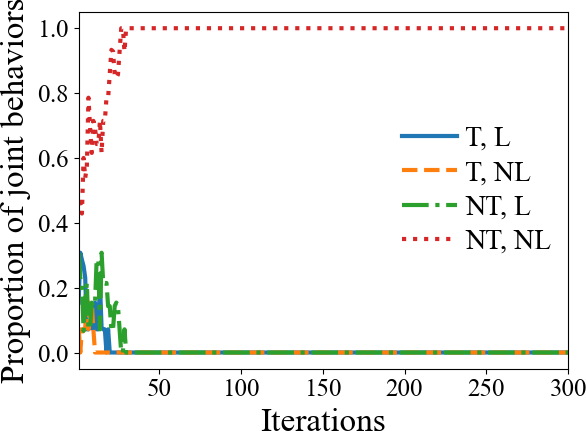 Proportion of joint behaviors
1.0
0.8
0.6
0.4
0.2
0.0
T, L
T, NL
NT, L
NT, NL
50 100 150 200 250 300
Iterations